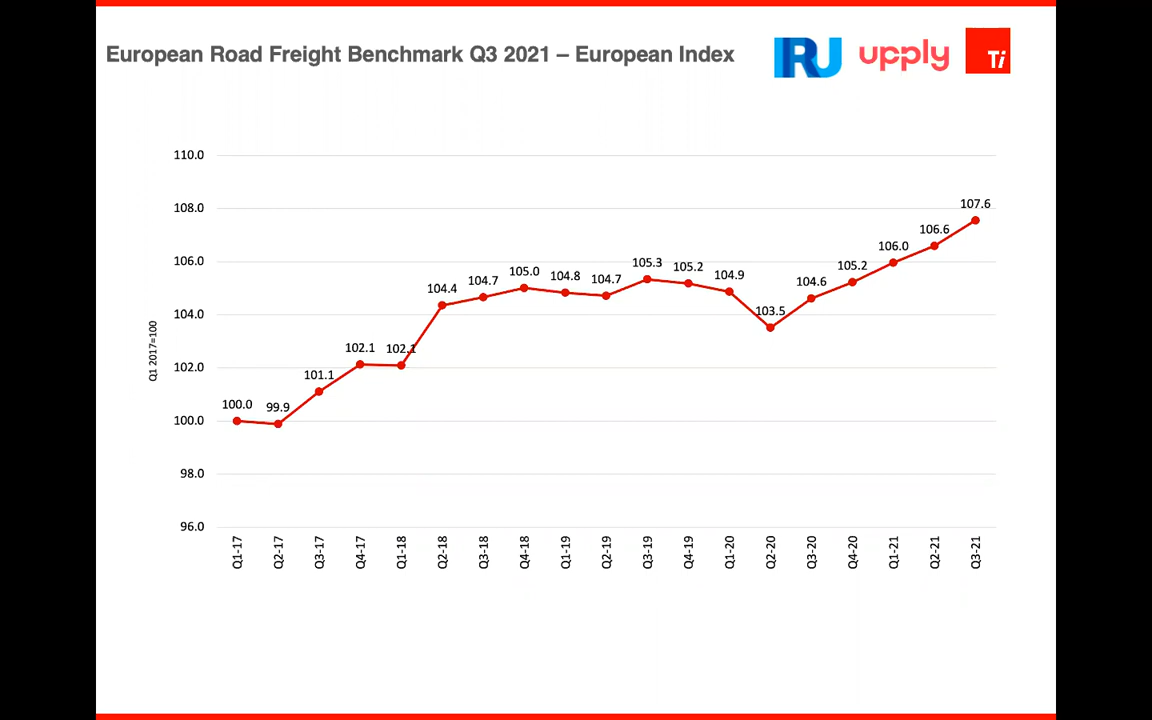 European Road Freight Benchmark Q3 2021 – European Index
IRU
upply
Ti
110.0
108.0
106.0
104.0
102.0
100.0
98.0
96.0
Q1 2017=100
100.0
99.9
101.1
102.1
102.1
104.4
104.7
105.0
104.8
104.7
105.3
105.2
104.9
103.5
104.6
105.2
106.0
106.6
107.6
Q1-17
Q2-17
Q3-17
Q4-17
Q1-18
Q2-18
Q3-18
Q4-18
Q1-19
Q2-19
Q3-19
Q4-19
Q1-20
Q2-20
Q3-20
Q4-20
Q1-21
Q2-21
Q3-21